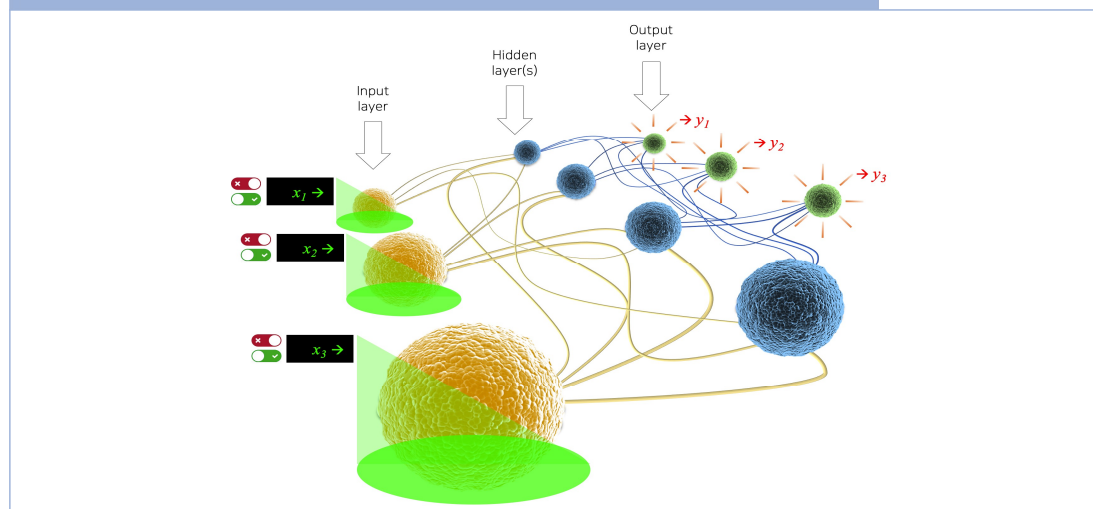 Output
layer
Hidden
layer(s)
Input
layer
→ y₁
→ y₂
→ y₃
x₁ →
x₂ →
x₃ →